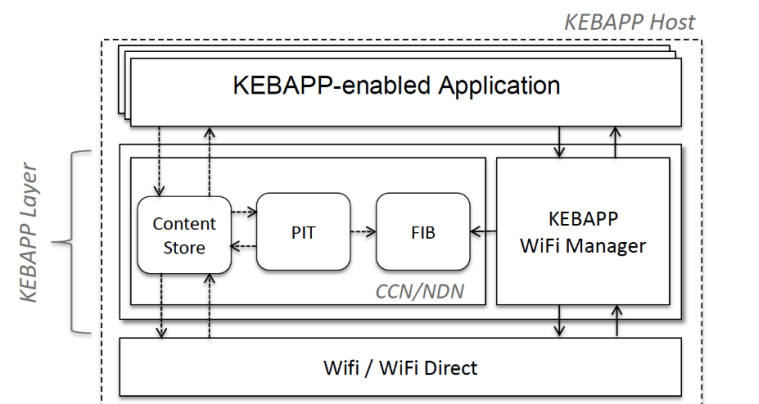 KEBAPP Host
KEBAPP-enabled Application
KEBAPP Layer
Content
Store
PIT
FIB
KEBAPP
WiFi Manager
CCN/NDN
Wifi / WiFi Direct